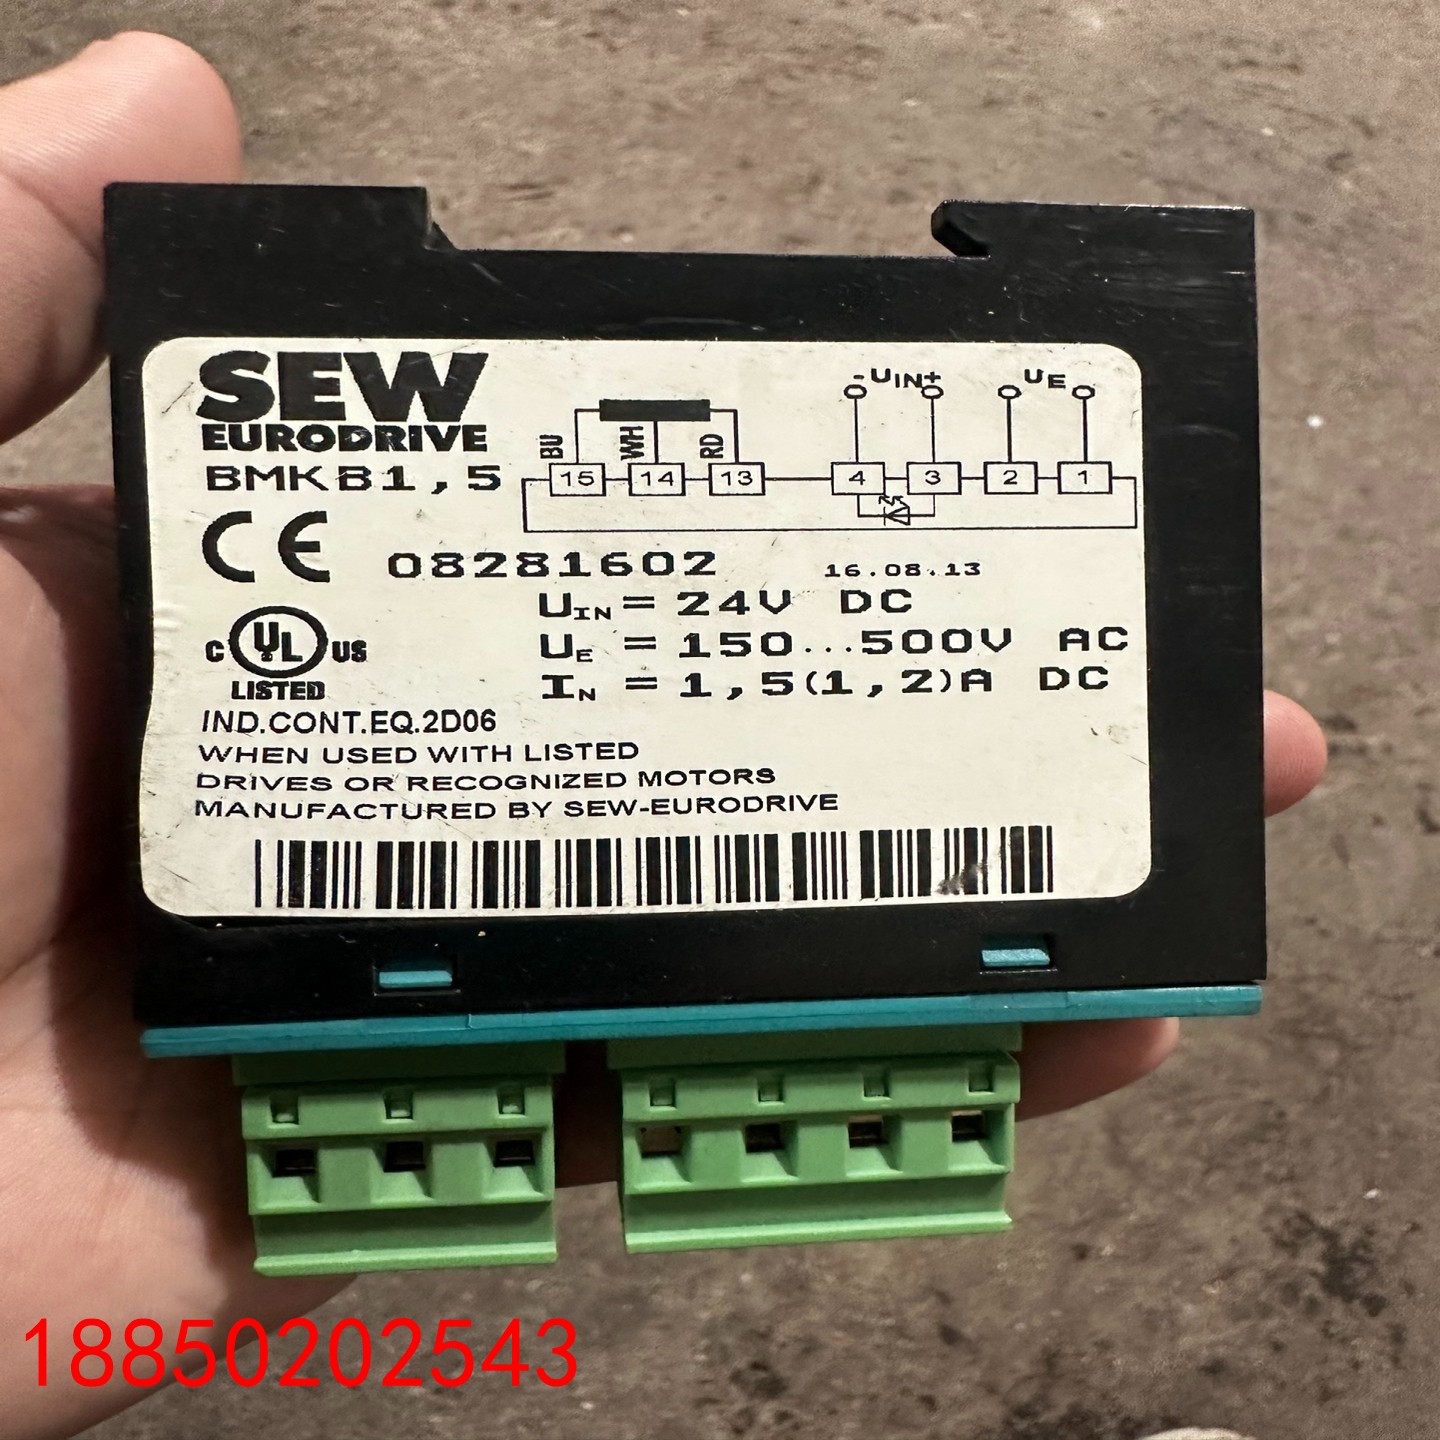 SEW
EURODRIVE
BMKB1,5
BU WH RD
15 14 13 4 3 2 1
-UIN+ UE
CE 08281602 16.08.13
UIN = 24V DC
UE = 150...500V AC
IN = 1,5(1,2)A DC
C UL US
LISTED
IND.CONT.EQ.2D06
WHEN USED WITH LISTED
DRIVES OR RECOGNIZED MOTORS
MANUFACTURED BY SEW-EURODRIVE
18850202543